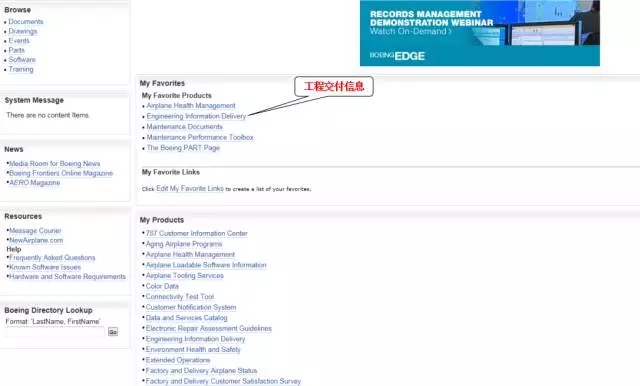 Browse
Documents
Drawings
Events
Parts
Software
Training
System Message
There are no content items.
News
Media Room for Boeing News
Boeing Frontiers Online Magazine
AERO Magazine
Resources
Message Courier
NewAirplane.com
Help
Frequently Asked Questions
Known Software Issues
Hardware and Software Requirements
Boeing Directory Lookup
Format: 'LastName, FirstName'
Go
RECORDS MANAGEMENT
DEMONSTRATION WEBINAR
Watch On-Demand >
BOEING EDGE
My Favorites
工程交付信息
My Favorite Products
Airplane Health Management
Engineering Information Delivery
Maintenance Documents
Maintenance Performance Toolbox
The Boeing PART Page
My Favorite Links
Click Edit My Favorite Links to create a list of your favorites.
My Products
787 Customer Information Center
Aging Airplane Programs
Airplane Health Management
Airplane Loadable Software Information
Airplane Tooling Services
Color Data
Connectivity Test Tool
Customer Notification System
Data and Services Catalog
Electronic Repair Assessment Guidelines
Engineering Information Delivery
Environment Health and Safety
Extended Operations
Factory and Delivery Airplane Status
Factory and Delivery Customer Satisfaction Survey